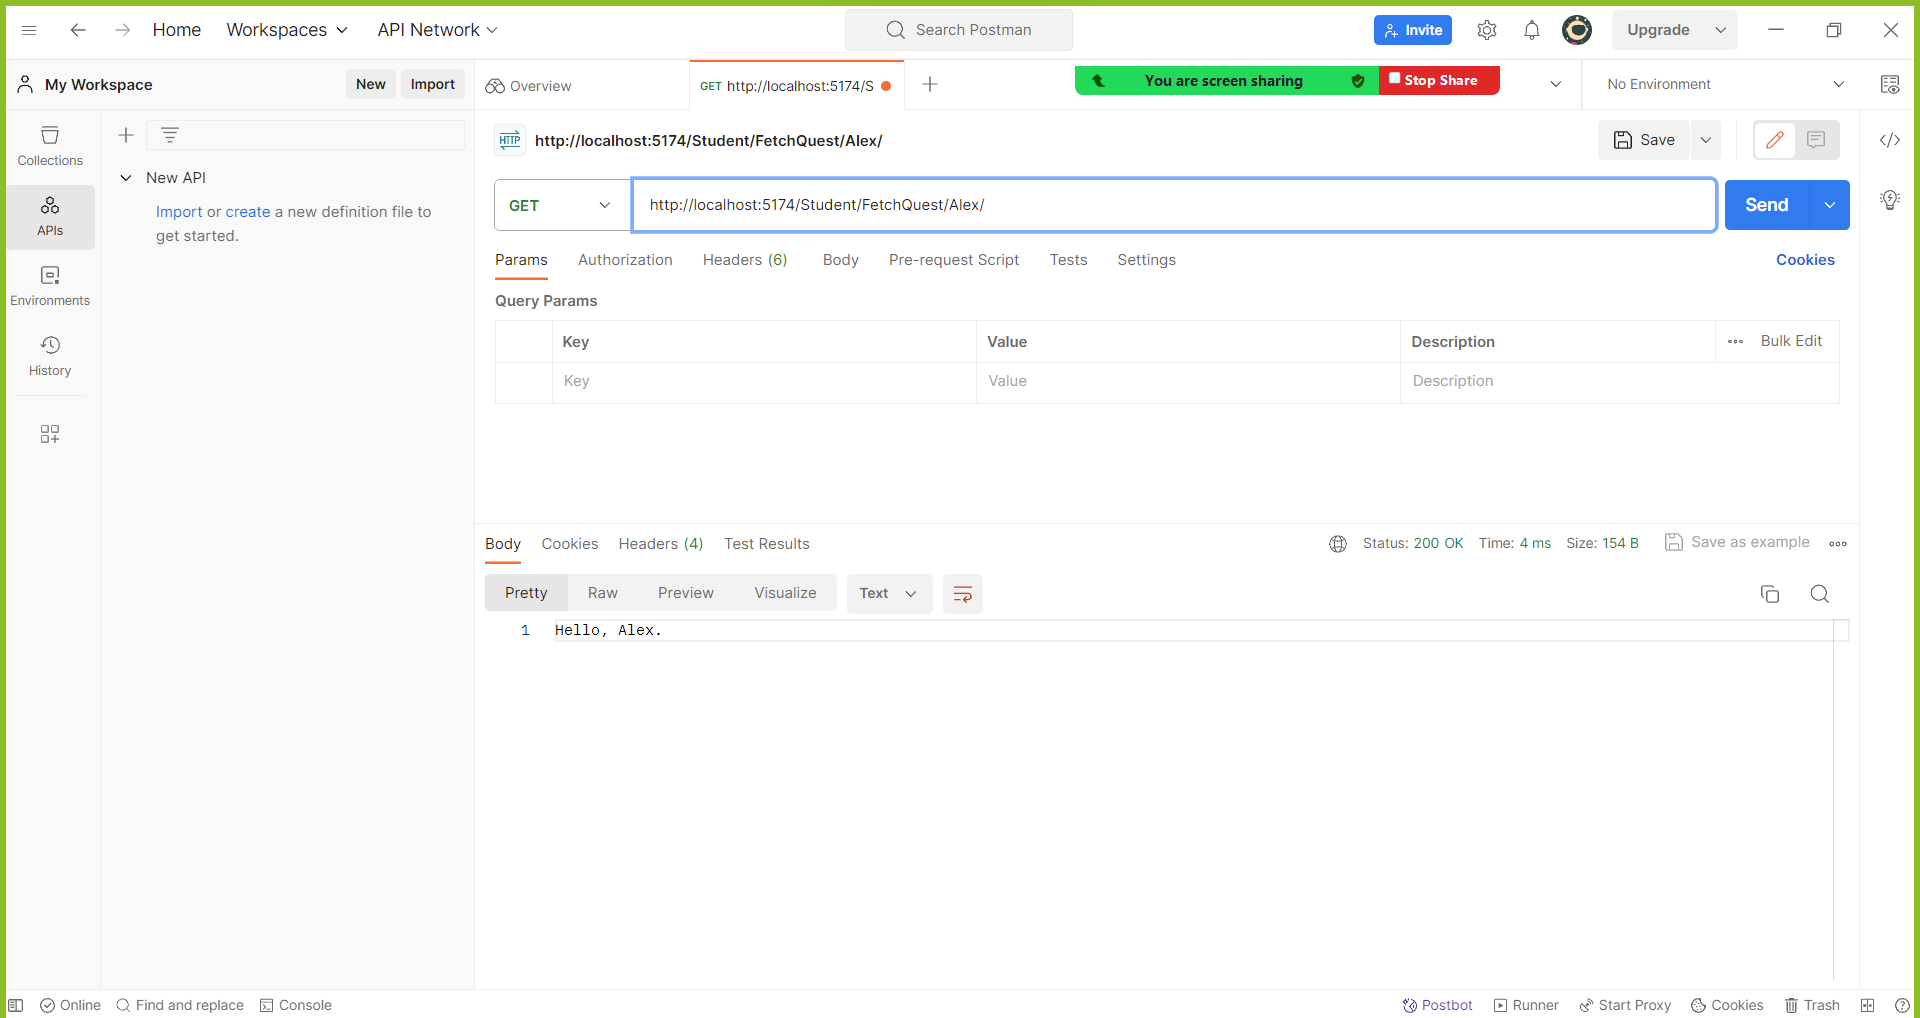 Home Workspaces API Network Search Postman Invite Upgrade
My Workspace New Import Overview GET http://localhost:5174/S You are screen sharing Stop Share No Environment
Collections
APIs
Environments
History
New API
Import or create a new definition file to
get started.
HTTP http://localhost:5174/Student/FetchQuest/Alex/ Save
GET http://localhost:5174/Student/FetchQuest/Alex/ Send
Params Authorization Headers (6) Body Pre-request Script Tests Settings Cookies
Query Params
Key Value Description Bulk Edit
Key Value Description
Body Cookies Headers (4) Test Results Status: 200 OK Time: 4 ms Size: 154 B Save as example
Pretty Raw Preview Visualize Text
1 Hello, Alex.
Online Find and replace Console Postbot Runner Start Proxy Cookies Trash